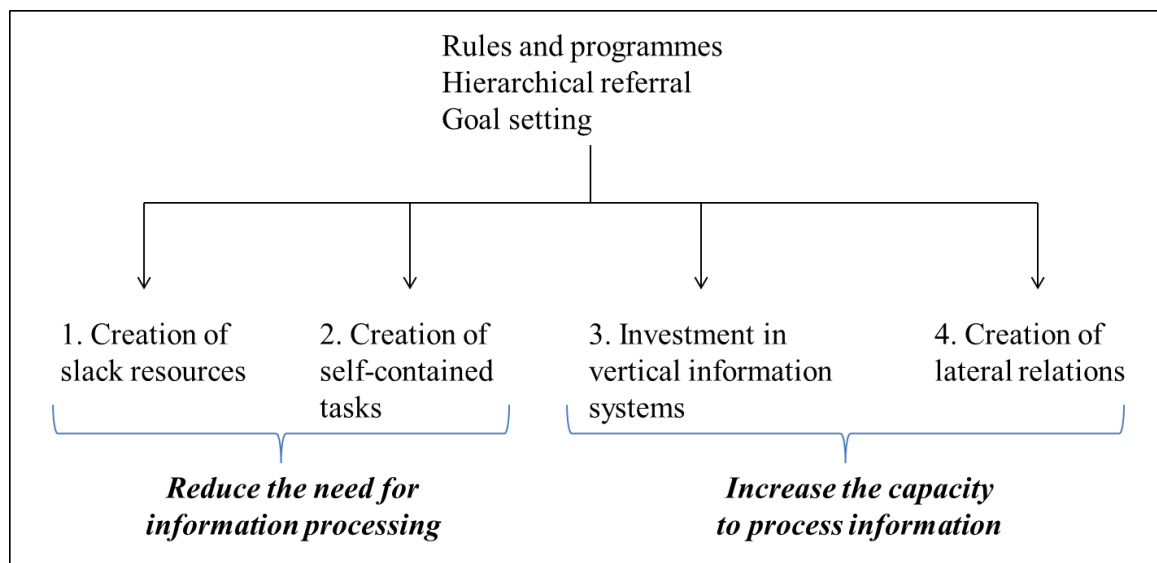 Rules and programmes
Hierarchical referral
Goal setting
1. Creation of
slack resources
2. Creation of
self-contained
tasks
3. Investment in
vertical information
systems
4. Creation of
lateral relations
Reduce the need for
information processing
Increase the capacity
to process information